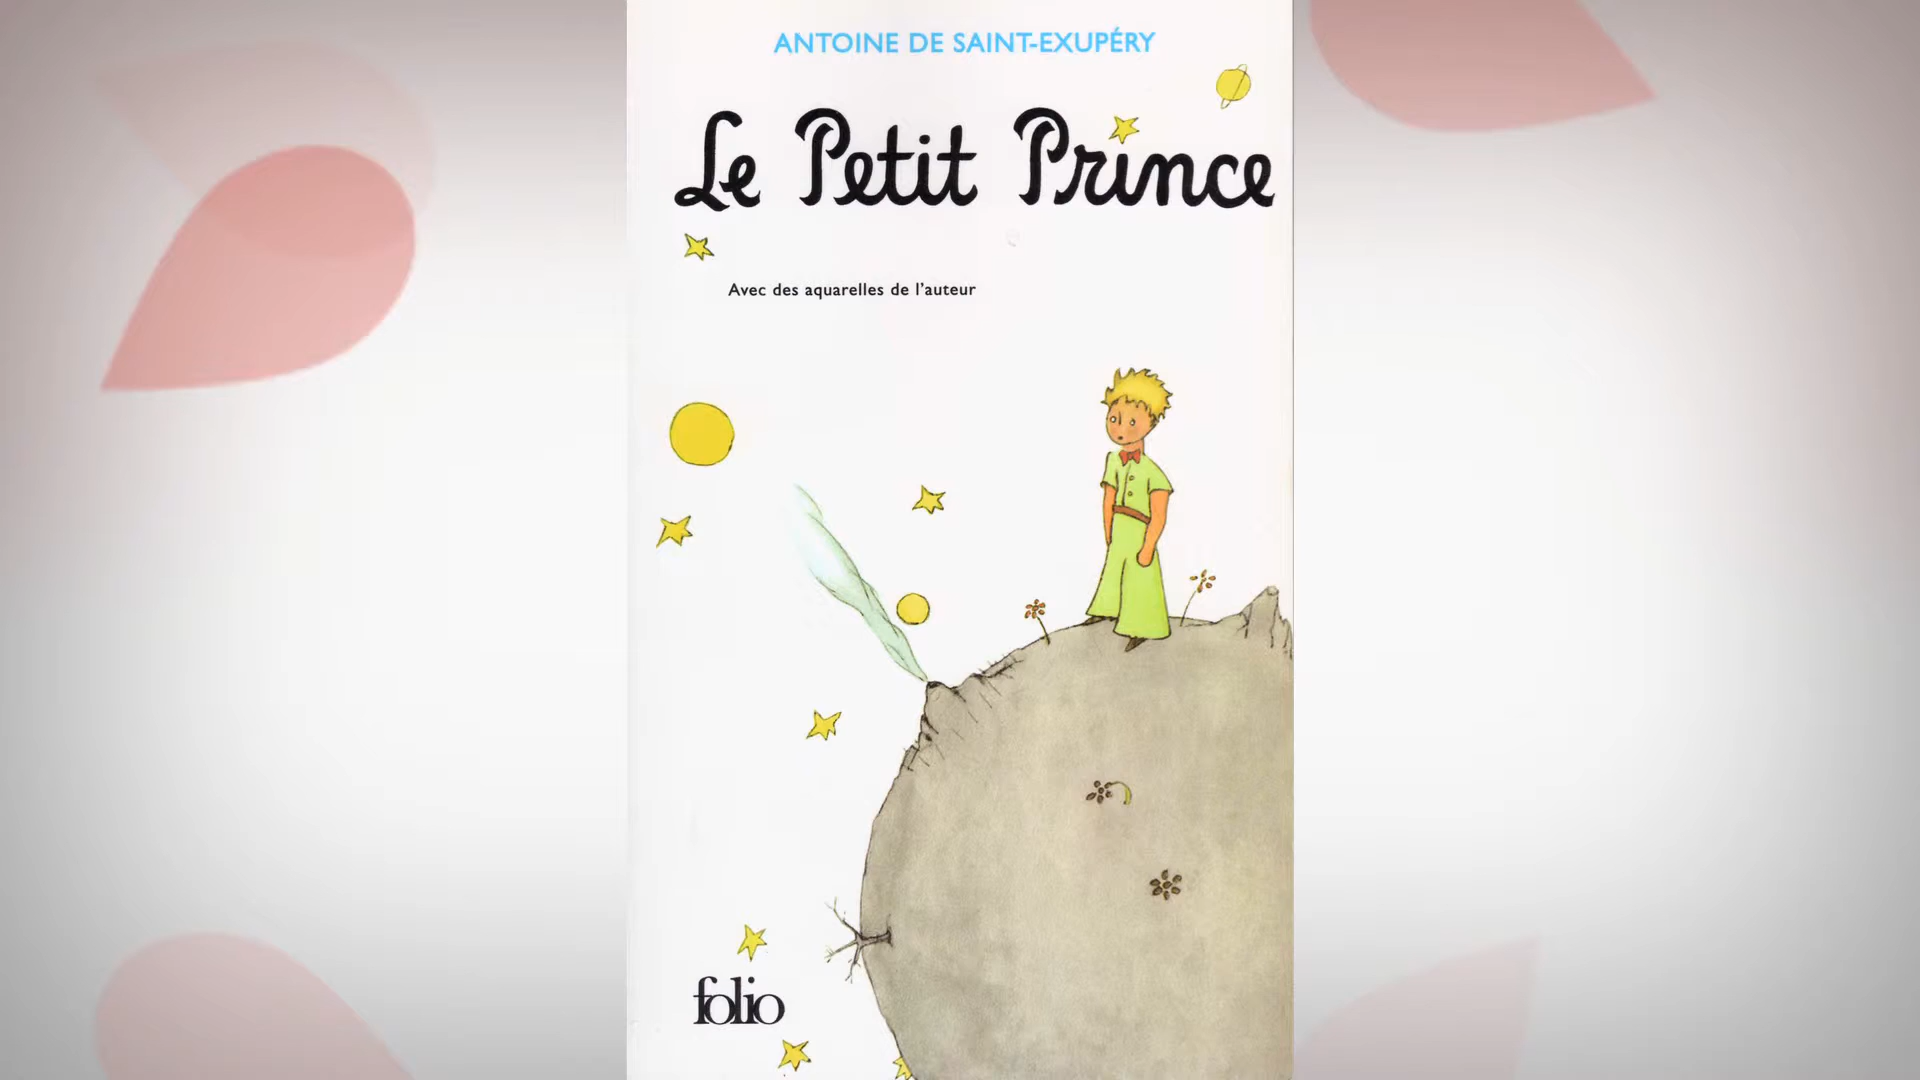 ANTOINE DE SAINT-EXUPÉRY
Le Petit Prince
Avec des aquarelles de l'auteur
folio